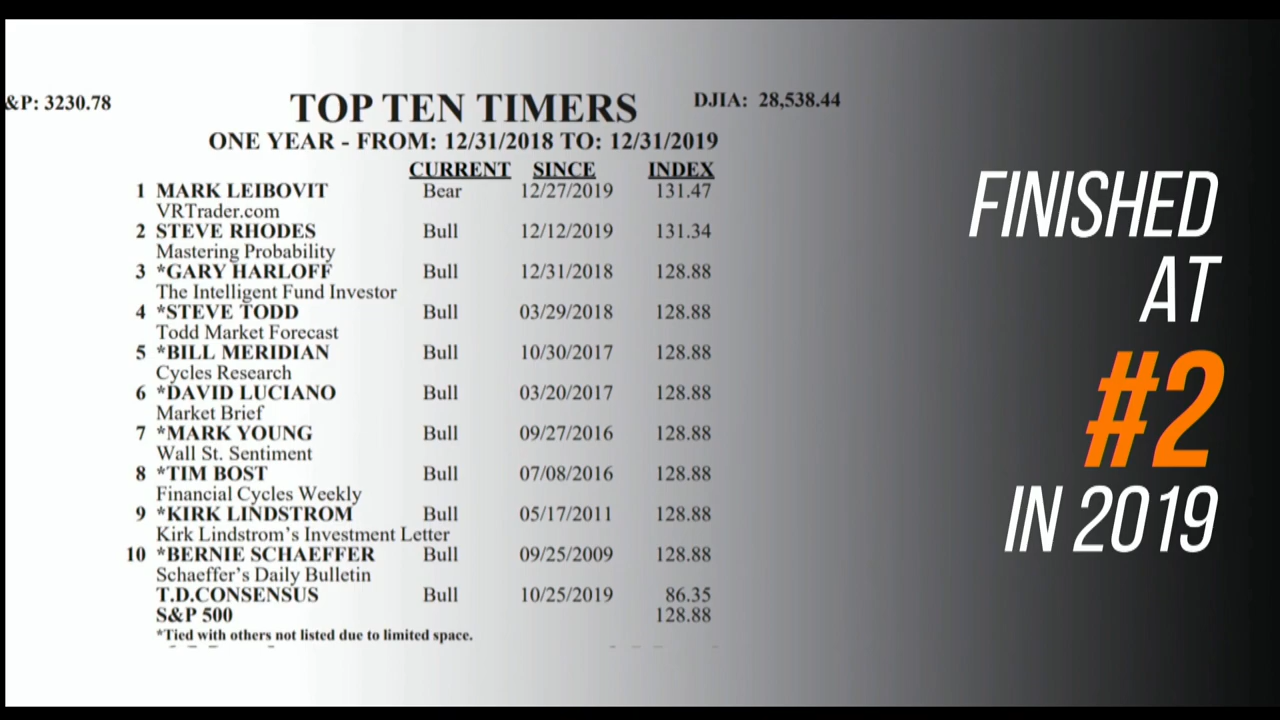 &P: 3230.78
TOP TEN TIMERS
DJIA: 28,538.44
ONE YEAR - FROM: 12/31/2018 TO: 12/31/2019
CURRENT SINCE INDEX
1 MARK LEIBOVIT Bear 12/27/2019 131.47
VRTrader.com
2 STEVE RHODES Bull 12/12/2019 131.34
Mastering Probability
3 *GARY HARLOFF Bull 12/31/2018 128.88
The Intelligent Fund Investor
4 *STEVE TODD Bull 03/29/2018 128.88
Todd Market Forecast
5 *BILL MERIDIAN Bull 10/30/2017 128.88
Cycles Research
6 *DAVID LUCIANO Bull 03/20/2017 128.88
Market Brief
7 *MARK YOUNG Bull 09/27/2016 128.88
Wall St. Sentiment
8 *TIM BOST Bull 07/08/2016 128.88
Financial Cycles Weekly
9 *KIRK LINDSTROM Bull 05/17/2011 128.88
Kirk Lindstrom's Investment Letter
10 *BERNIE SCHAEFFER Bull 09/25/2009 128.88
Schaeffer's Daily Bulletin
T.D.CONSENSUS Bull 10/25/2019 86.35
S&P 500 128.88
*Tied with others not listed due to limited space.
FINISHED
AT
#2
IN 2019